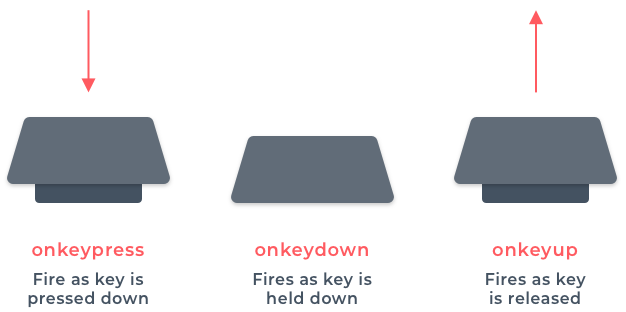 onkeypress
Fire as key is
pressed down
onkeydown
Fires as key is
held down
onkeyup
Fires as key
is released